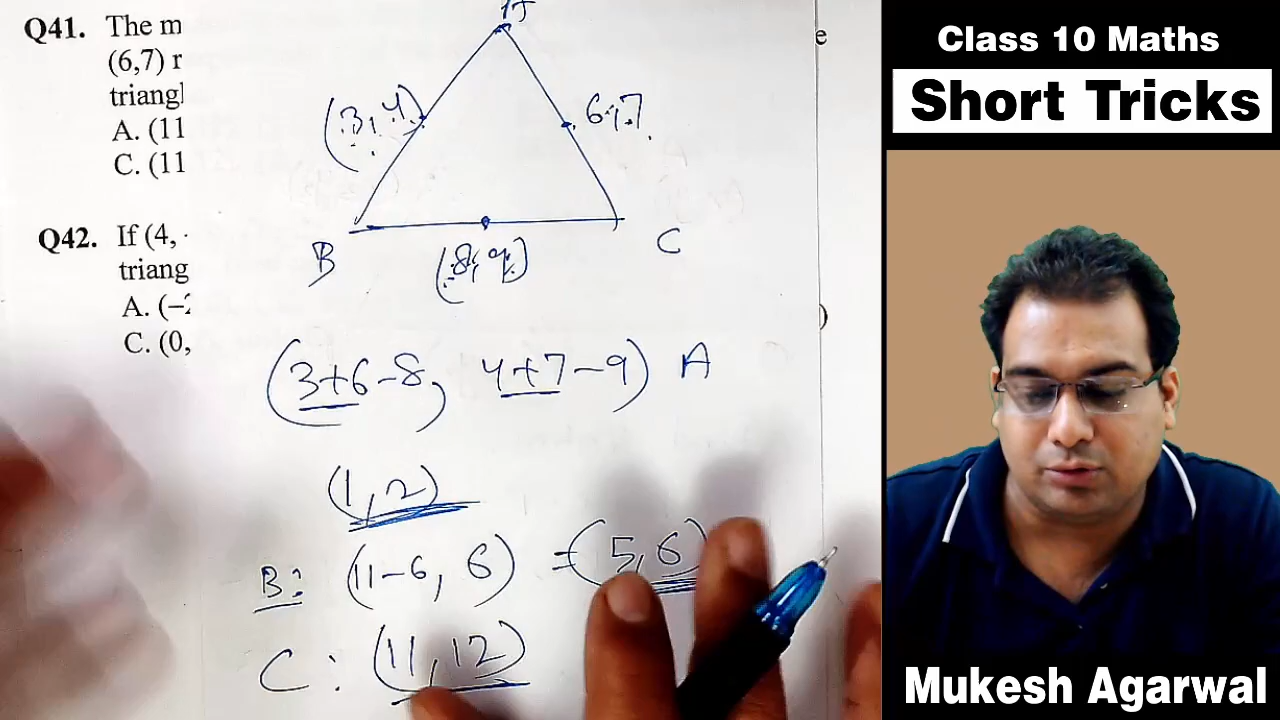 Q41. The m
(6,7) r
triangl
A. (11
C. (11
Q42. If (4,
triang
A. (–2
C. (0,
e
)
A
(3, 4)
6, 7
B
(8, 9)
C
(3+6-8, 4+7-9) A
(1, 2)
B: (11-6, 6) = (5, 6)
C: (11, 12)
Class 10 Maths
Short Tricks
Mukesh Agarwal